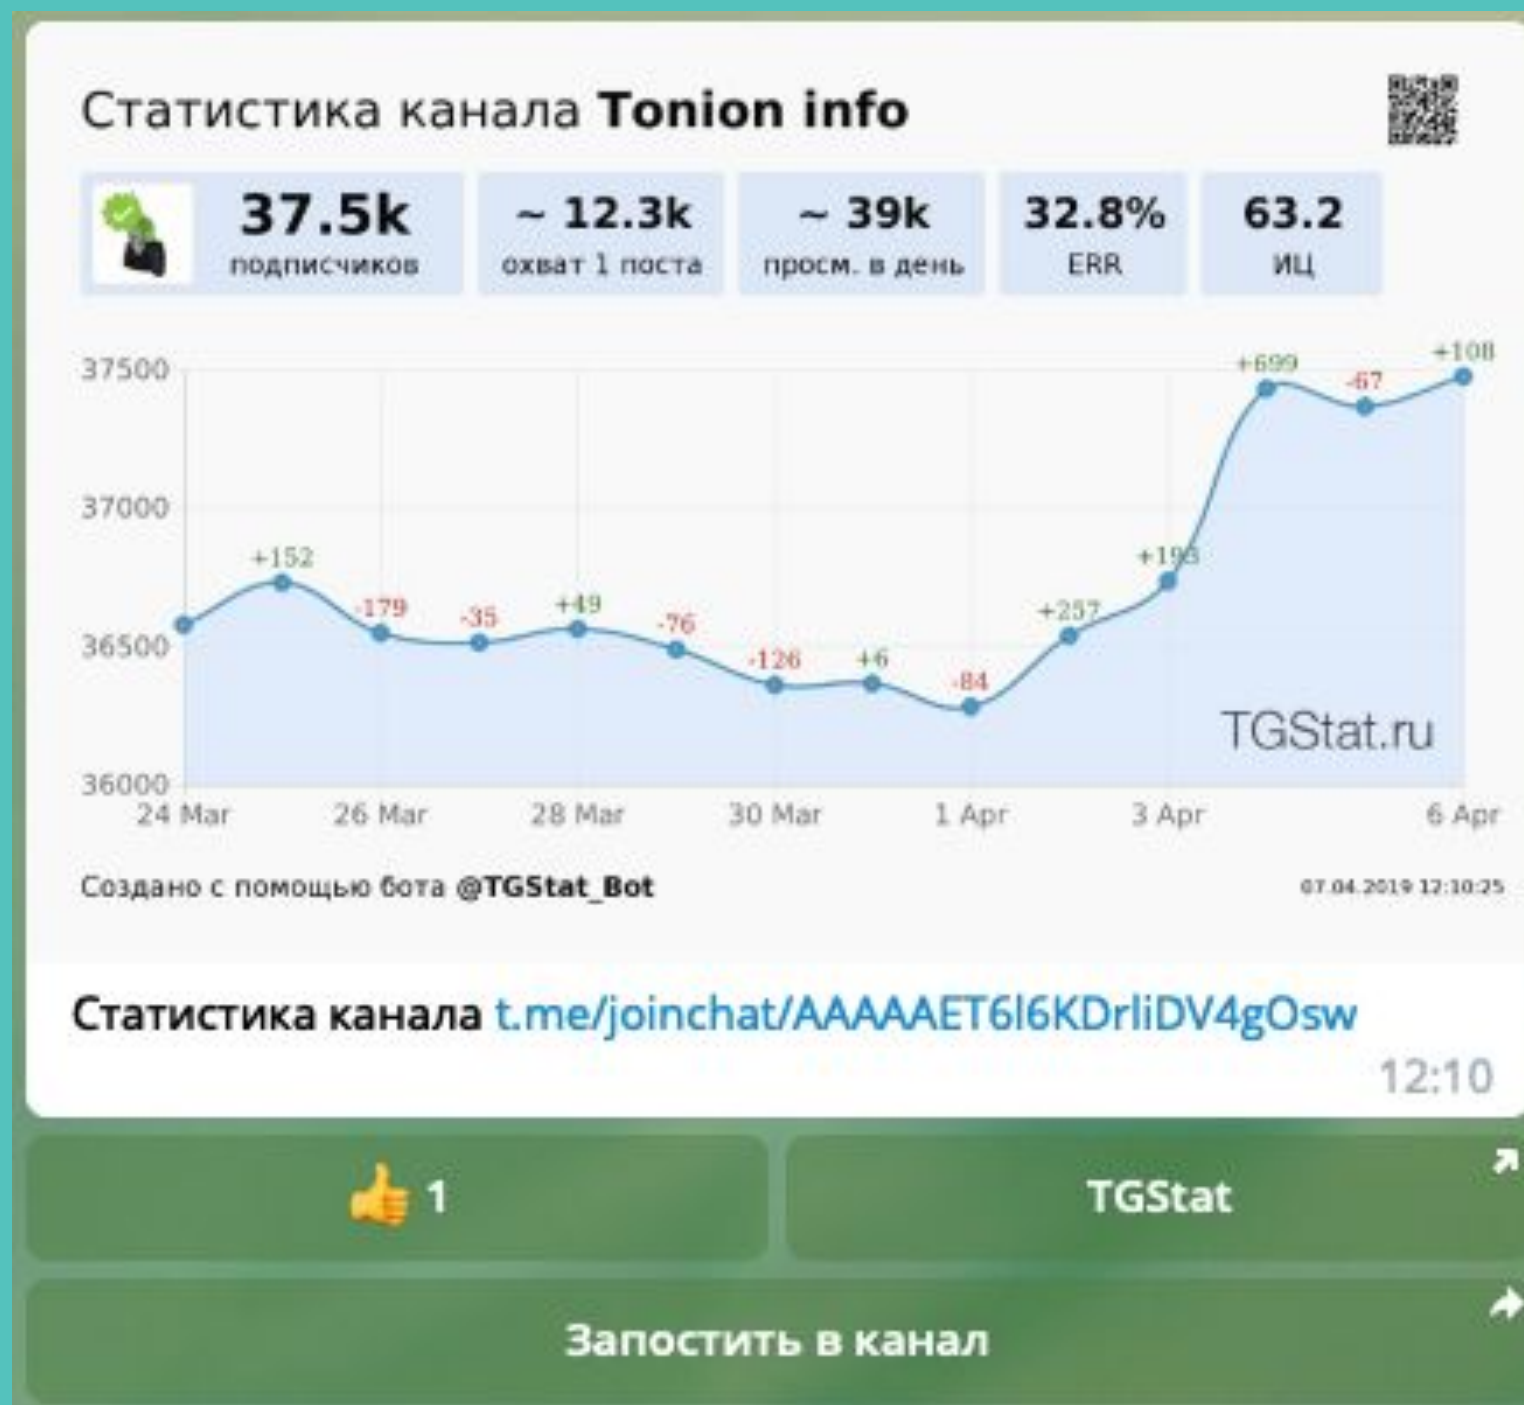 Статистика канала Tonion info
37.5k
подписчиков
~ 12.3k
охват 1 поста
~ 39k
просм. в день
32.8%
ERR
63.2
ИЦ
37500
37000
36500
36000
+152
-179
-35
+49
-76
-126
+6
-84
+257
+193
+699
-67
+108
TGStat.ru
24 Mar
26 Mar
28 Mar
30 Mar
1 Apr
3 Apr
6 Apr
Создано с помощью бота @TGStat_Bot
07.04.2019 12:10:25
Статистика канала t.me/joinchat/AAAAAET6l6KDrliDV4gOsw
12:10
👍 1
TGStat
Запостить в канал